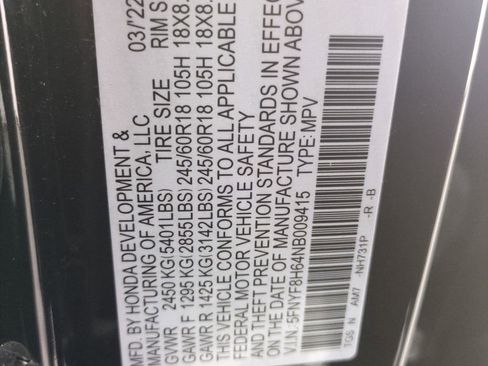 MFD. BY HONDA DEVELOPMENT & 03/'22
MANUFACTURING OF AMERICA, LLC
TIRE SIZE RIM S
GVWR 2450 KG(5401LBS)
GAWR F 1295 KG(2855LBS) 245/60R18 105H 18X8.
GAWR R 1425 KG(3142LBS) 245/60R18 105H 18X8.
THIS VEHICLE CONFORMS TO ALL APPLICABLE
FEDERAL MOTOR VEHICLE SAFETY
PREVENTION STANDARDS IN EFFEC
ON THE DATE OF MANUFACTURE SHOWN ABOV
V.I.N. 5FNYF8H64NB009415 TYPE: MPV
TG8 N AM7 -NH731P -R -B